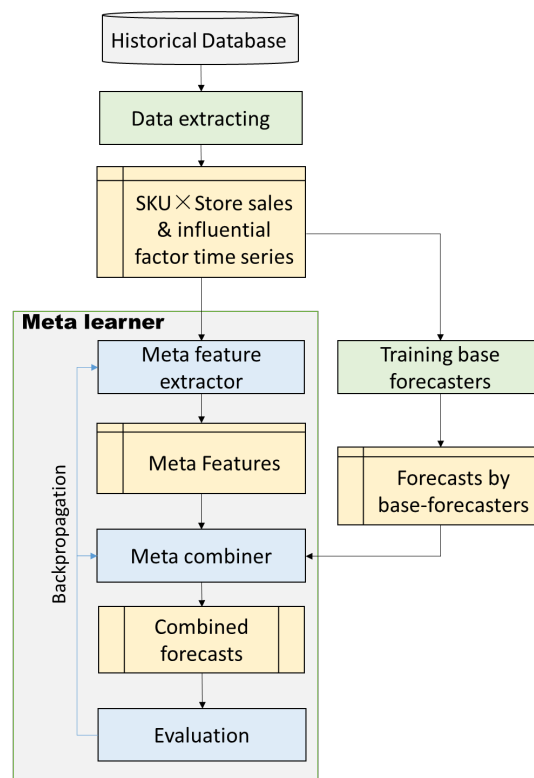 Historical Database
Data extracting
SKU×Store sales
& influential
factor time series
Meta learner
Meta feature
extractor
Training base
forecasters
Meta Features
Forecasts by
base-forecasters
Backpropagation
Meta combiner
Combined
forecasts
Evaluation